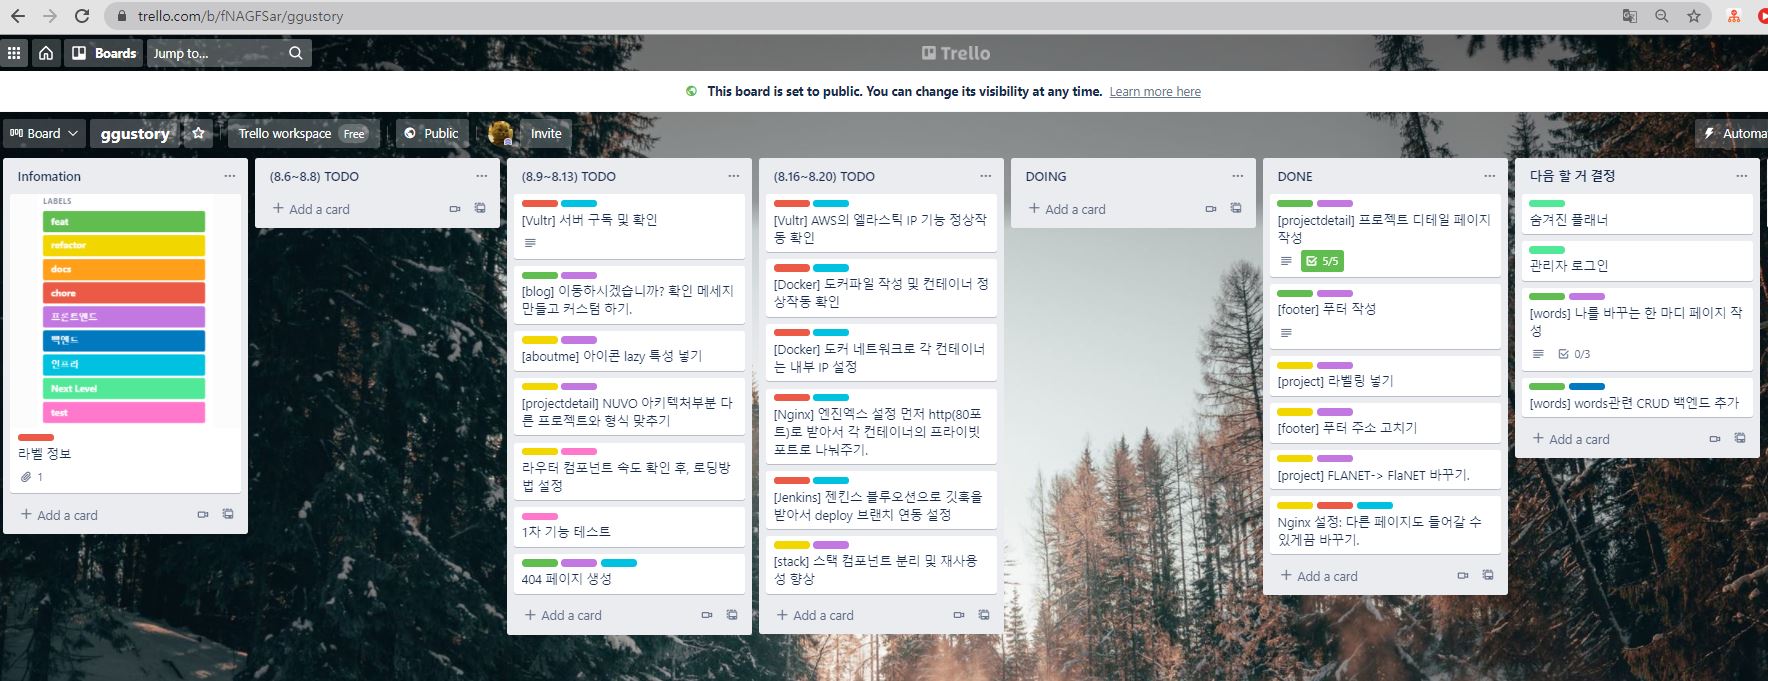 trello.com/b/fNAGFSar/ggustory
Boards
Jump to...
Trello
This board is set to public. You can change its visibility at any time. Learn more here
Board
ggustory
Trello workspace Free
Public
Invite
Automa
Infomation
LABELS
feat
refactor
docs
chore
프론트엔드
백엔드
인프라
Next Level
test
라벨 정보
1
+ Add a card
(8.6~8.8) TODO
+ Add a card
(8.9~8.13) TODO
[Vultr] 서버 구독 및 확인
[blog] 이동하시겠습니까? 확인 메세지
만들고 커스텀 하기.
[aboutme] 아이콘 lazy 특성 넣기
[projectdetail] NUVO 아키텍처부분 다
른 프로젝트와 형식 맞추기
라우터 컴포넌트 속도 확인 후, 로딩방
법 설정
1차 기능 테스트
404 페이지 생성
+ Add a card
(8.16~8.20) TODO
[Vultr] AWS의 엘라스틱 IP 기능 정상작
동 확인
[Docker] 도커파일 작성 및 컨테이너 정
상작동 확인
[Docker] 도커 네트워크로 각 컨테이너
는 내부 IP 설정
[Nginx] 엔진엑스 설정 먼저 http(80포
트)로 받아서 각 컨테이너의 프라이빗
포트로 나눠주기.
[Jenkins] 젠킨스 블루오션으로 깃훅을
받아서 deploy 브랜치 연동 설정
[stack] 스택 컴포넌트 분리 및 재사용
성 향상
+ Add a card
DOING
+ Add a card
DONE
[projectdetail] 프로젝트 디테일 페이지
작성
5/5
[footer] 푸터 작성
[project] 라벨링 넣기
[footer] 푸터 주소 고치기
[project] FLANET-> FlaNET 바꾸기.
Nginx 설정: 다른 페이지도 들어갈 수
있게끔 바꾸기.
+ Add a card
다음 할 거 결정
숨겨진 플래너
관리자 로그인
[words] 나를 바꾸는 한 마디 페이지 작
성
0/3
[words] words관련 CRUD 백엔드 추가
+ Add a card